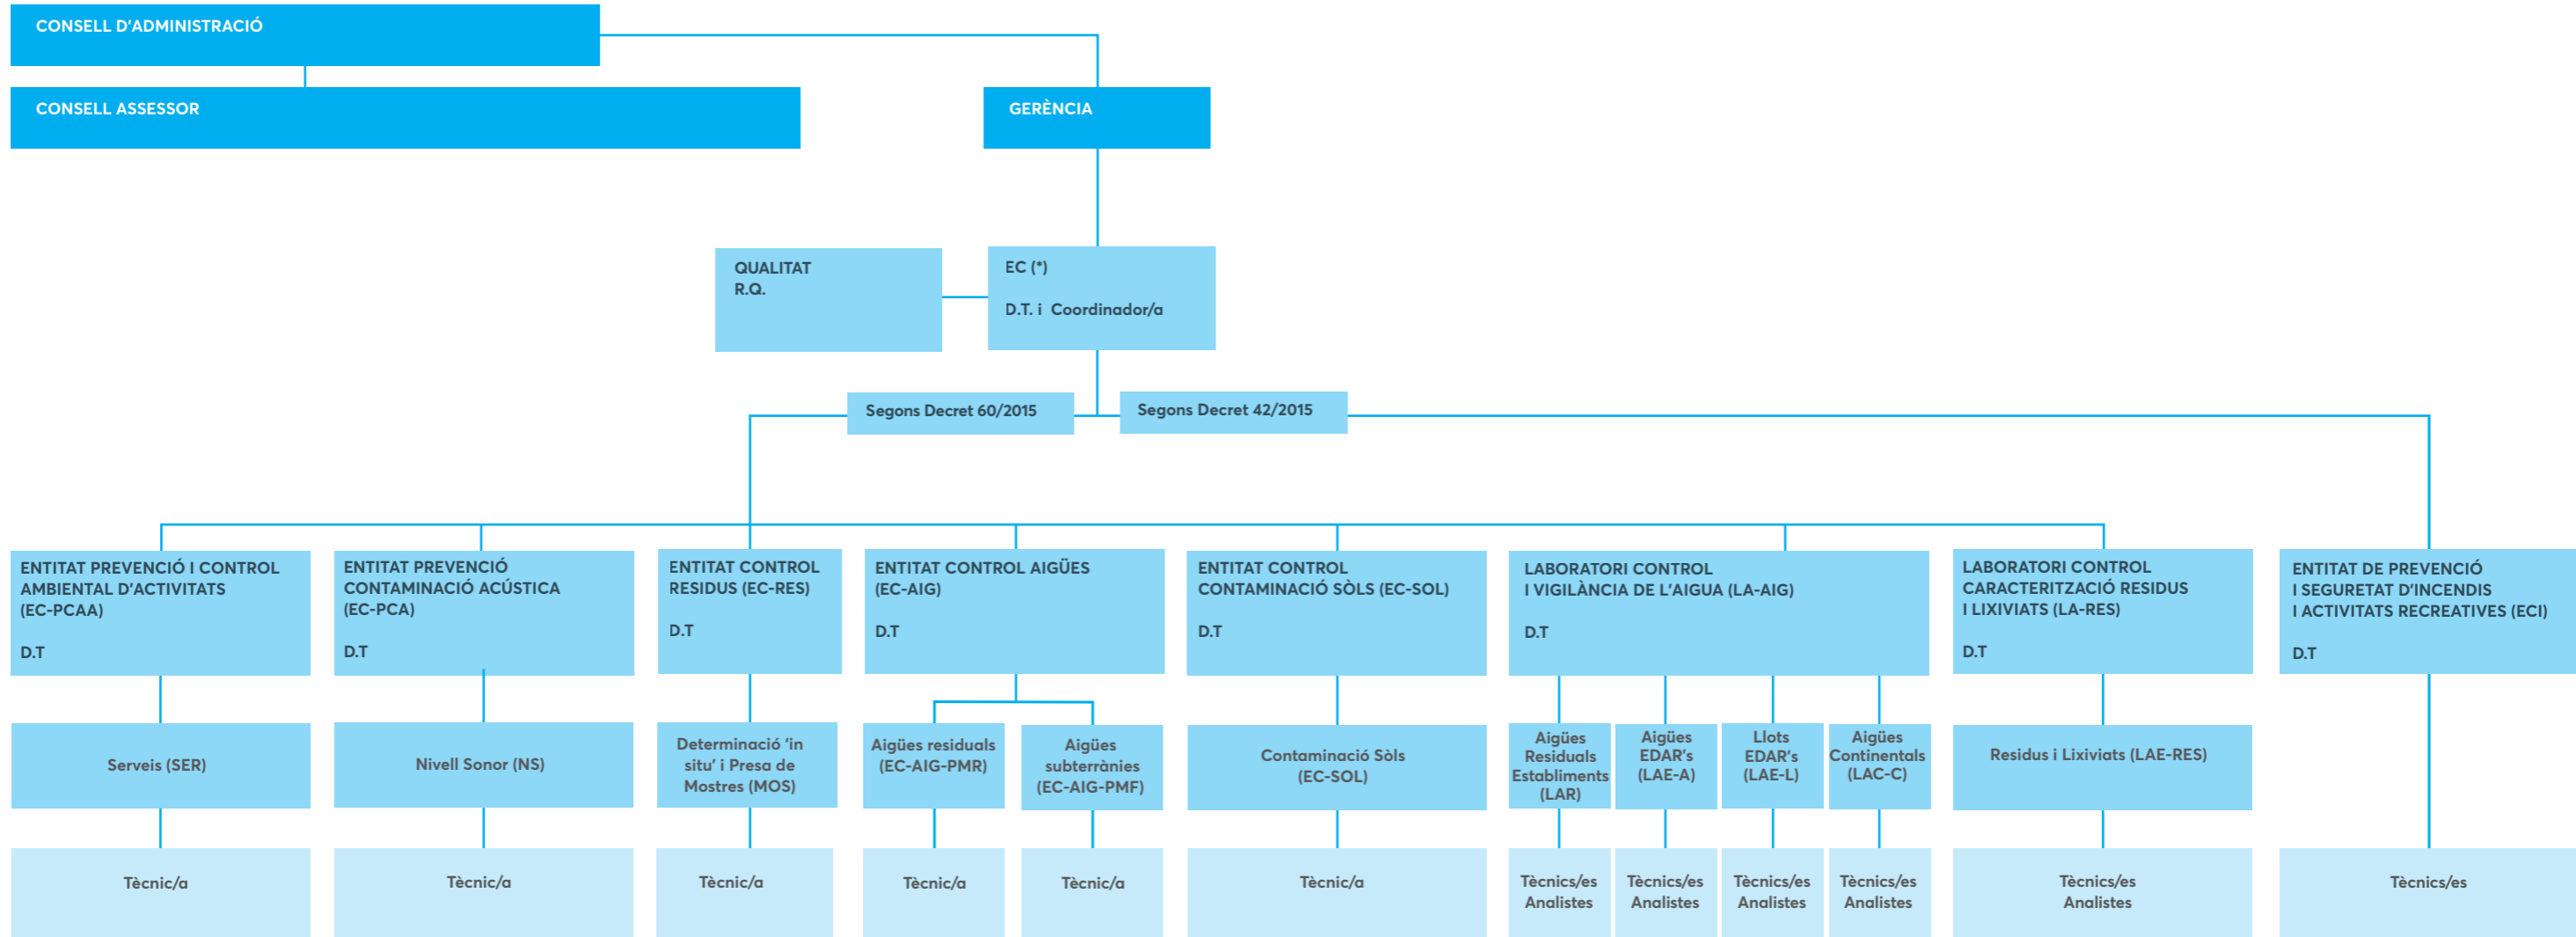 CONSELL D'ADMINISTRACIÓ
CONSELL ASSESSOR
GERÈNCIA
QUALITAT
R.Q.
EC (*)
D.T. i Coordinador/a
Segons Decret 60/2015
Segons Decret 42/2015
ENTITAT PREVENCIÓ I CONTROL
AMBIENTAL D'ACTIVITATS
(EC-PCAA)
D.T
ENTITAT PREVENCIÓ
CONTAMINACIÓ ACÚSTICA
(EC-PCA)
D.T
ENTITAT CONTROL
RESIDUS (EC-RES)
D.T
ENTITAT CONTROL AIGÜES
(EC-AIG)
D.T
ENTITAT CONTROL
CONTAMINACIÓ SÒLS (EC-SOL)
D.T
LABORATORI CONTROL
I VIGILÀNCIA DE L'AIGUA (LA-AIG)
D.T
LABORATORI CONTROL
CARACTERITZACIÓ RESIDUS
I LIXIVIATS (LA-RES)
D.T
ENTITAT DE PREVENCIÓ
I SEGURETAT D'INCENDIS
I ACTIVITATS RECREATIVES (ECI)
D.T
Serveis (SER)
Nivell Sonor (NS)
Determinació 'in
situ' i Presa de
Mostres (MOS)
Aigües residuals
(EC-AIG-PMR)
Aigües
subterrànies
(EC-AIG-PMF)
Contaminació Sòls
(EC-SOL)
Aigües
Residuals
Establiments
(LAR)
Aigües
EDAR's
(LAE-A)
Llots
EDAR's
(LAE-L)
Aigües
Continentals
(LAC-C)
Residus i Lixiviats (LAE-RES)
Tècnic/a
Tècnic/a
Tècnic/a
Tècnic/a
Tècnic/a
Tècnic/a
Tècnics/es
Analistes
Tècnics/es
Analistes
Tècnics/es
Analistes
Tècnics/es
Analistes
Tècnics/es
Analistes
Tècnics/es